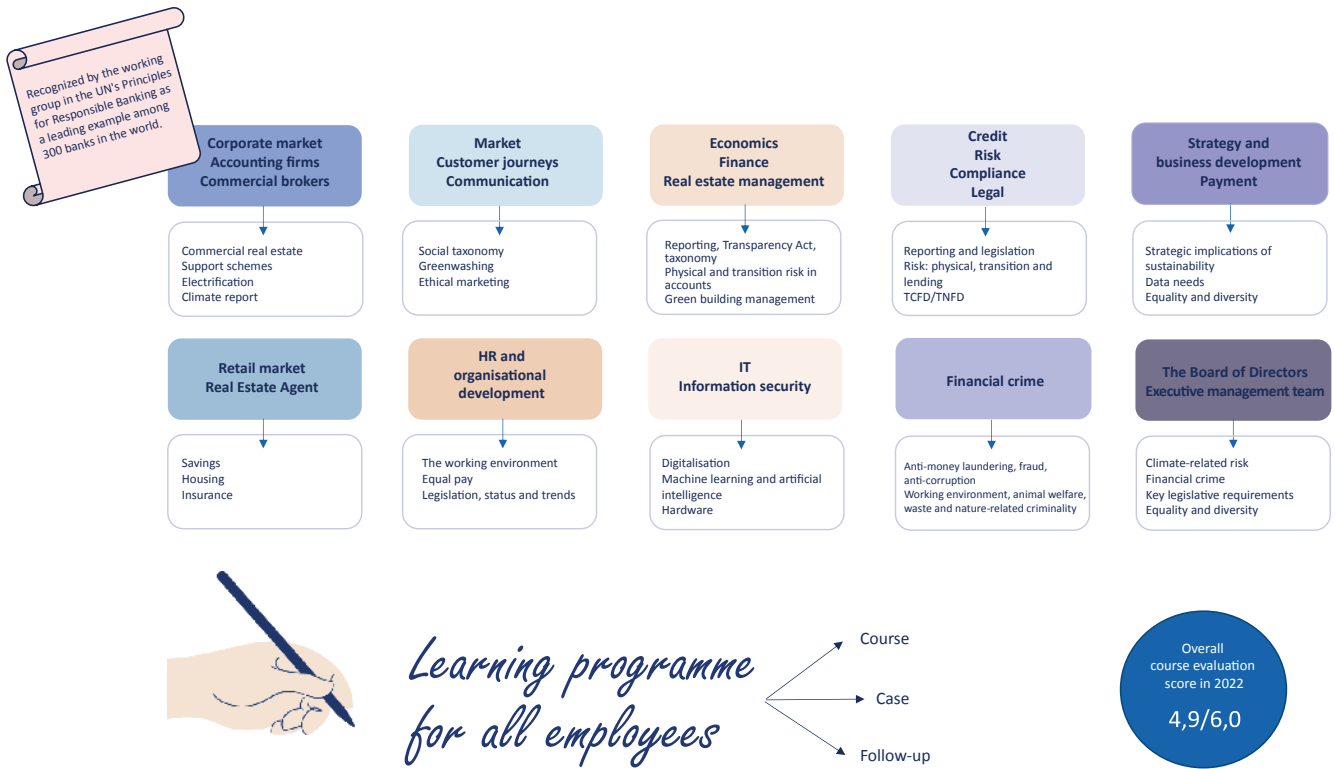 Recognized by the working
group in the UN's Principles
for Responsible Banking as
a leading example among
300 banks in the world.
Corporate market
Accounting firms
Commercial brokers
Commercial real estate
Support schemes
Electrification
Climate report
Market
Customer journeys
Communication
Social taxonomy
Greenwashing
Ethical marketing
Economics
Finance
Real estate management
Reporting, Transparency Act,
taxonomy
Physical and transition risk in
accounts
Green building management
Credit
Risk
Compliance
Legal
Reporting and legislation
Risk: physical, transition and
lending
TCFD/TNFD
Strategy and
business development
Payment
Strategic implications of
sustainability
Data needs
Equality and diversity
Retail market
Real Estate Agent
Savings
Housing
Insurance
HR and
organisational
development
The working environment
Equal pay
Legislation, status and trends
IT
Information security
Digitalisation
Machine learning and artificial
intelligence
Hardware
Financial crime
Anti-money laundering, fraud,
anti-corruption
Working environment, animal welfare,
waste and nature-related criminality
The Board of Directors
Executive management team
Climate-related risk
Financial crime
Key legislative requirements
Equality and diversity
Learning programme
for all employees
Course
Case
Follow-up
Overall
course evaluation
score in 2022
4,9/6,0